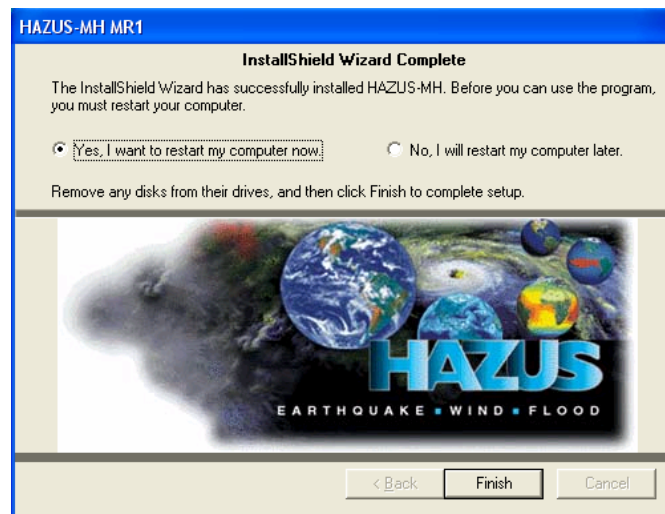 HAZUS-MH MR1
InstallShield Wizard Complete
The InstallShield Wizard has successfully installed HAZUS-MH. Before you can use the program,
you must restart your computer.
Yes, I want to restart my computer now.
No, I will restart my computer later.
Remove any disks from their drives, and then click Finish to complete setup.
HAZUS
EARTHQUAKE ▪ WIND ▪ FLOOD
< Back
Finish
Cancel